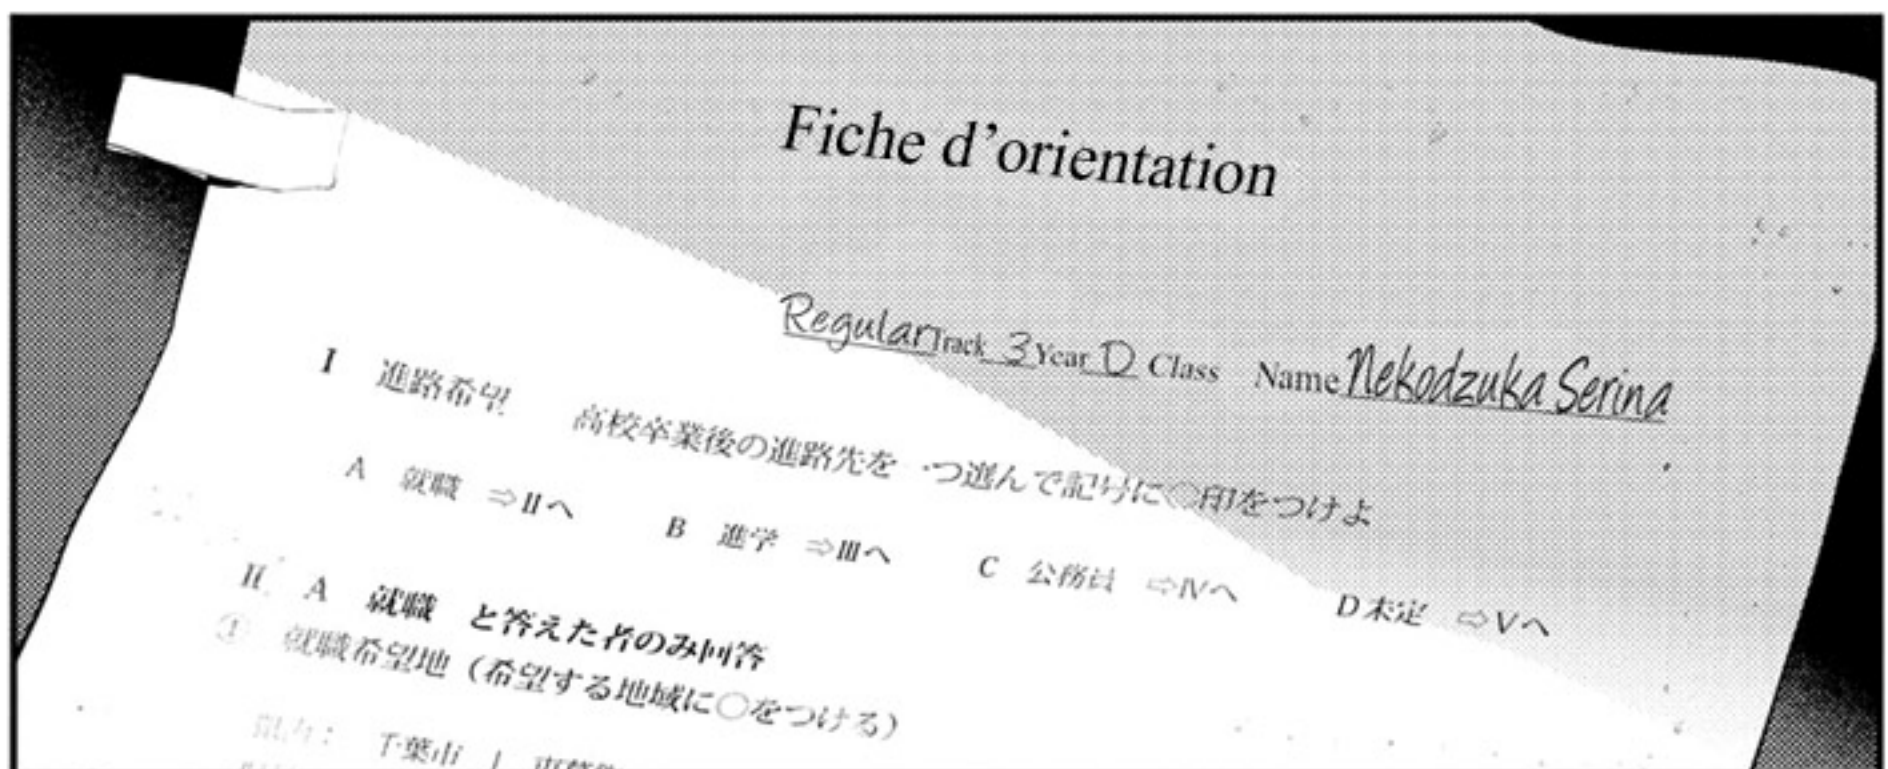 Fiche d'orientation
Regular Track 3 Year D Class Name Nekodzuka Serina
I 進路希望 高校卒業後の進路先を一つ選んで記号に○印をつけよ
A 就職 ⇒IIへ B 進学 ⇒IIIへ C 公務員 ⇒IVへ D 未定 ⇒Vへ
II A 就職 と答えた者のみ回答
① 就職希望地（希望する地域に○をつける）
千葉市